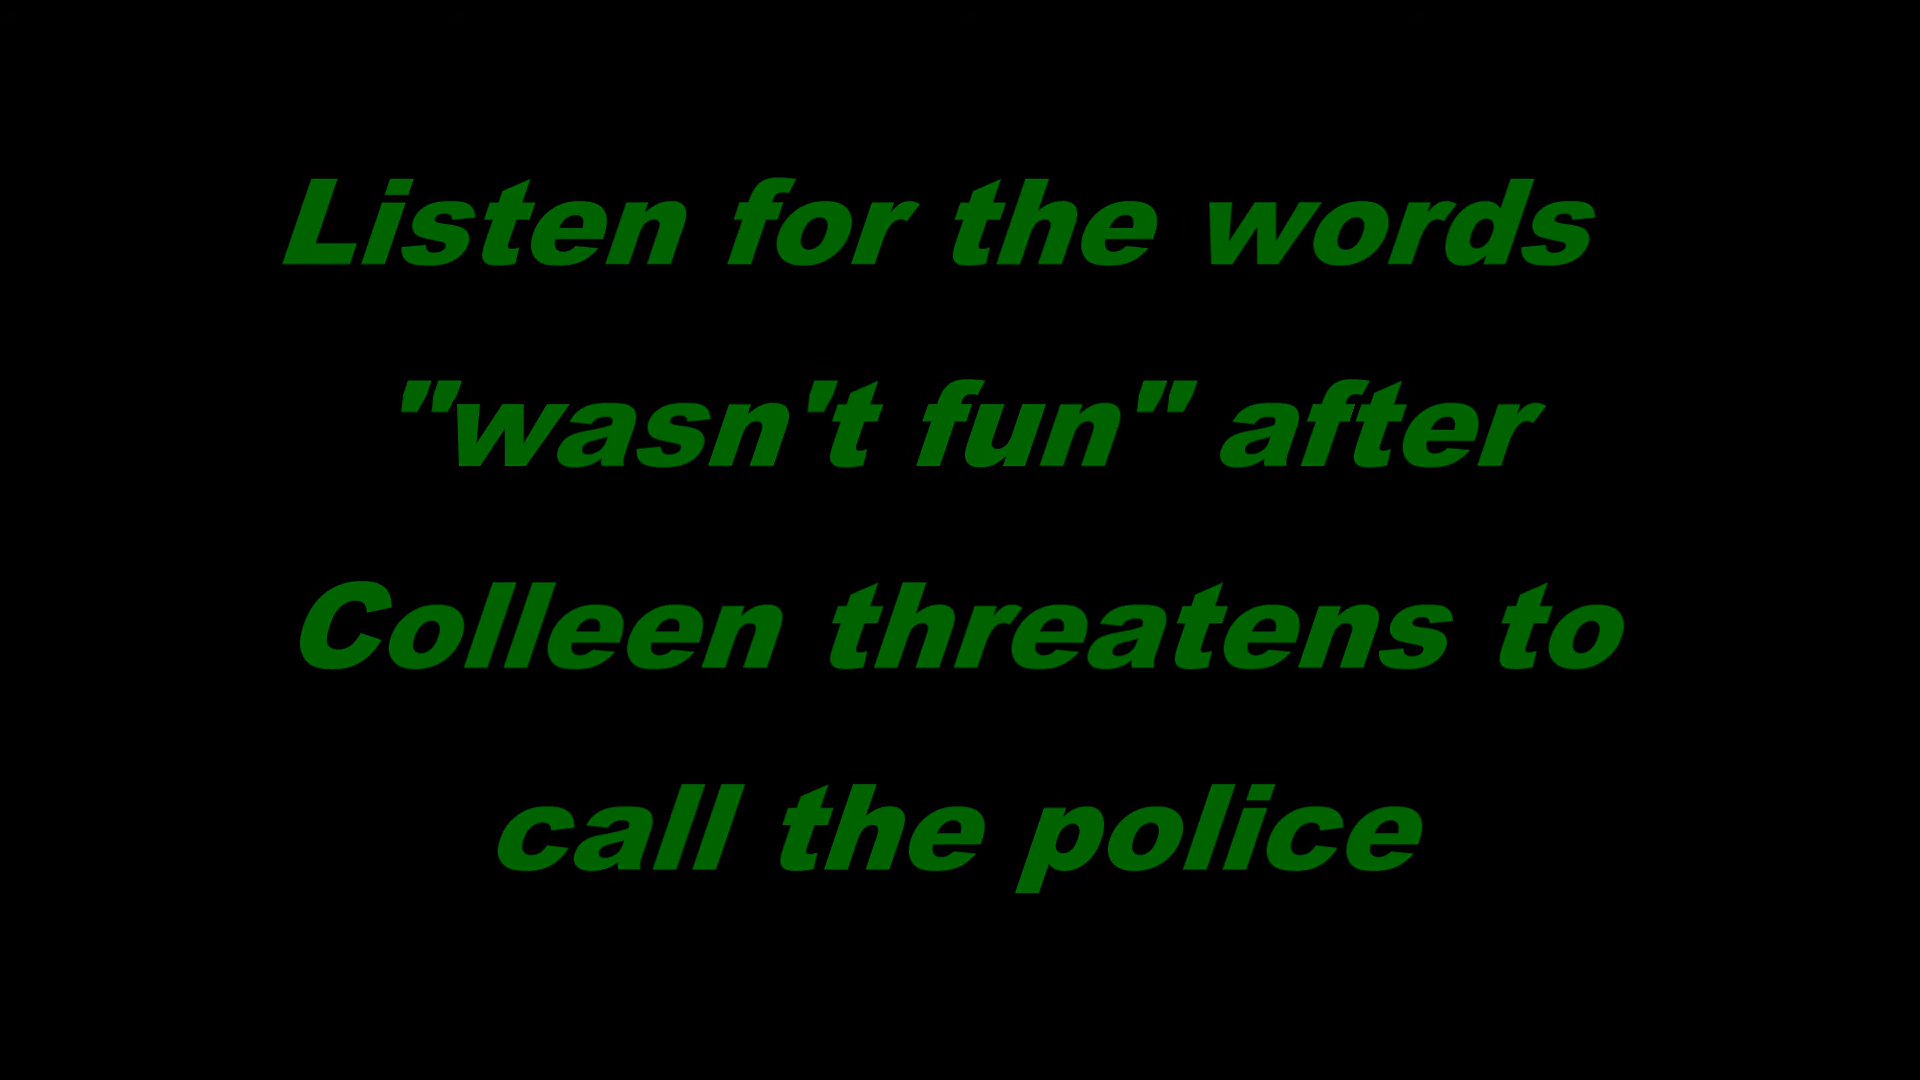 Listen for the words
"wasn't fun" after
Colleen threatens to
call the police